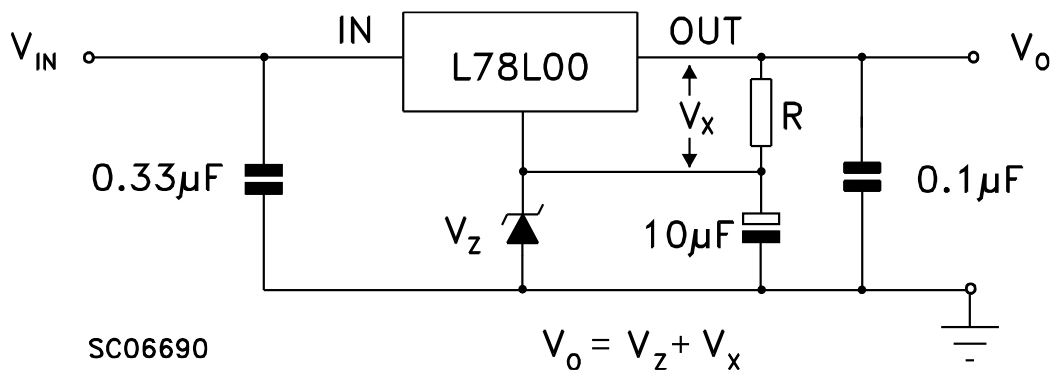 V_IN
IN
L78L00
OUT
V_O
V_X
R
0.33µF
V_Z
10µF
0.1µF
SC06690
V_O = V_Z + V_X